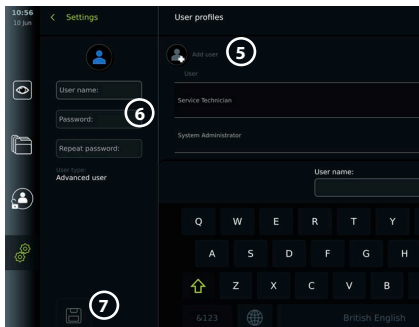 10:56
10 Jun
Settings
User profiles
Add user
5
User
User name:
Service Technician
Password:
6
System Administrator
Repeat password:
User type:
Advanced user
User name:
Q W E R T Y
A S D F G H
Z X C V B
7
&123
British English